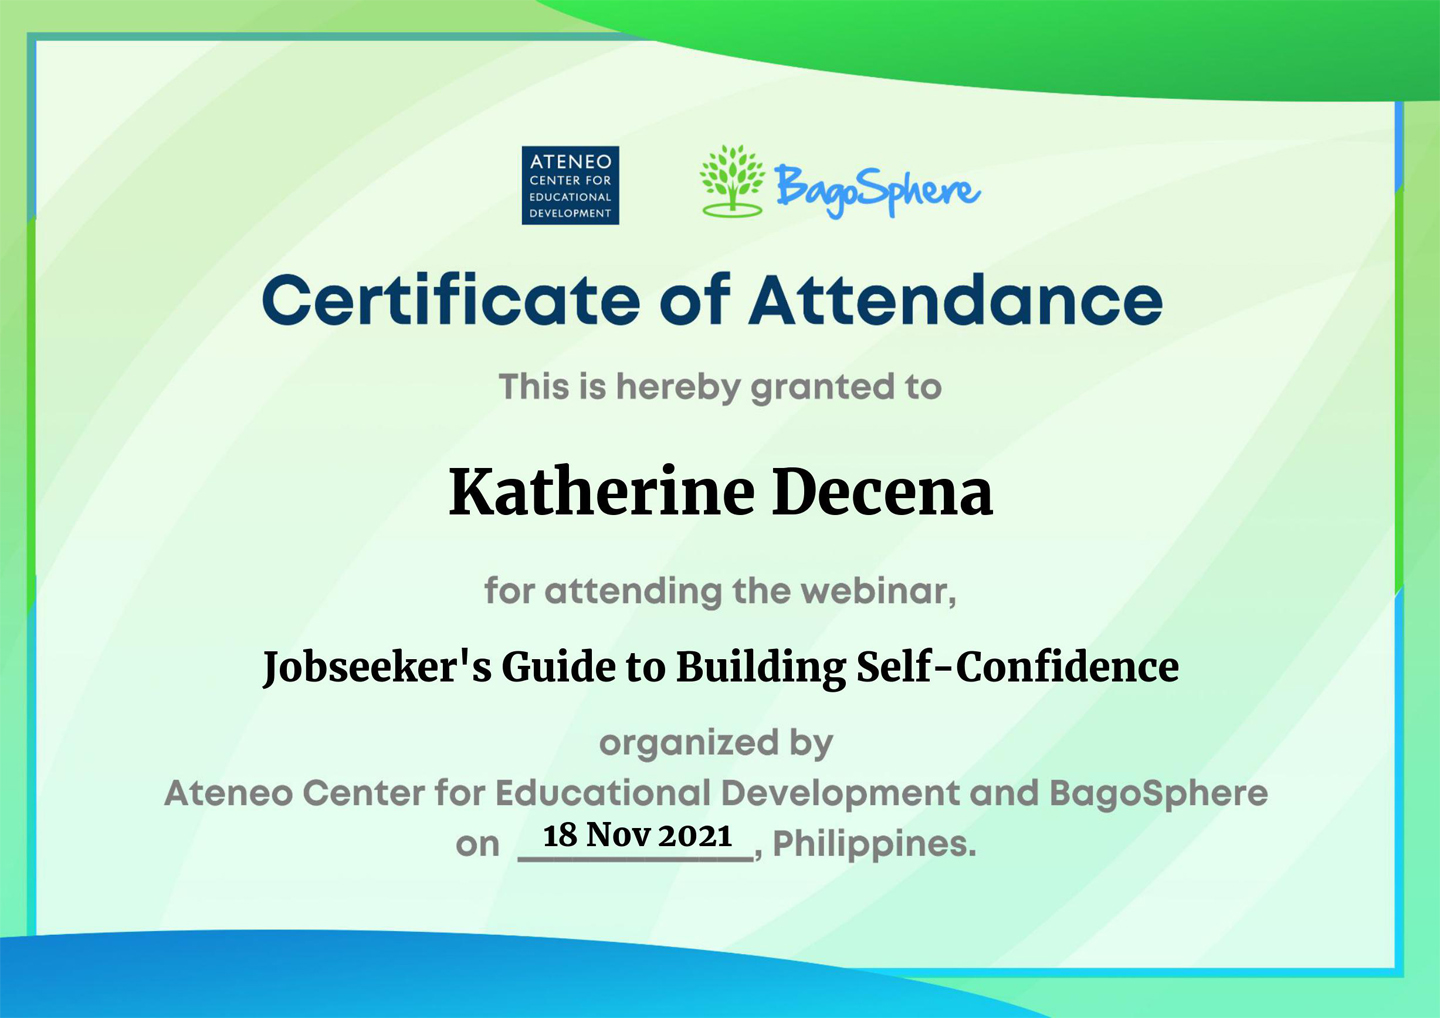 ATENEO
CENTER FOR
EDUCATIONAL
DEVELOPMENT
BagoSphere
Certificate of Attendance
This is hereby granted to
Katherine Decena
for attending the webinar,
Jobseeker's Guide to Building Self-Confidence
organized by
Ateneo Center for Educational Development and BagoSphere
on 18 Nov 2021, Philippines.